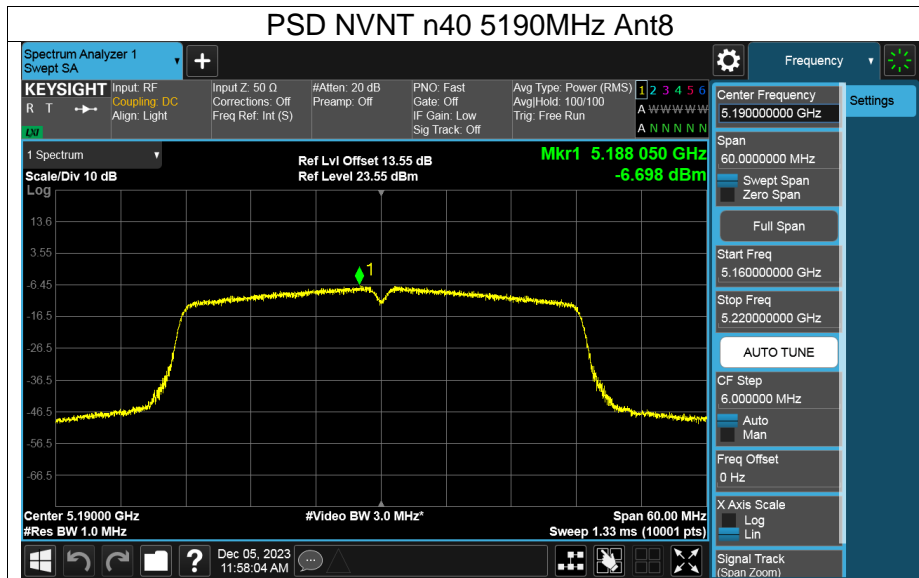 PSD NVNT n40 5190MHz Ant8
Spectrum Analyzer 1
Swept SA
+
Frequency
KEYSIGHT
R T
LXI
Input: RF
Coupling: DC
Align: Light
Input Z: 50 Ω
Corrections: Off
Freq Ref: Int (S)
#Atten: 20 dB
Preamp: Off
PNO: Fast
Gate: Off
IF Gain: Low
Sig Track: Off
Avg Type: Power (RMS)
Avg|Hold: 100/100
Trig: Free Run
1 2 3 4 5 6
A W W W W W
A N N N N N
1 Spectrum
Scale/Div 10 dB
Log
Ref Lvl Offset 13.55 dB
Ref Level 23.55 dBm
Mkr1 5.188 050 GHz
-6.698 dBm
13.6
3.55
-6.45
-16.5
-26.5
-36.5
-46.5
-56.5
-66.5
1
Center 5.19000 GHz
#Res BW 1.0 MHz
#Video BW 3.0 MHz*
Span 60.00 MHz
Sweep 1.33 ms (10001 pts)
Center Frequency
5.190000000 GHz
Settings
Span
60.0000000 MHz
Swept Span
Zero Span
Full Span
Start Freq
5.160000000 GHz
Stop Freq
5.220000000 GHz
AUTO TUNE
CF Step
6.000000 MHz
Auto
Man
Freq Offset
0 Hz
X Axis Scale
Log
Lin
Signal Track
(Span Zoom)
?
Dec 05, 2023
11:58:04 AM